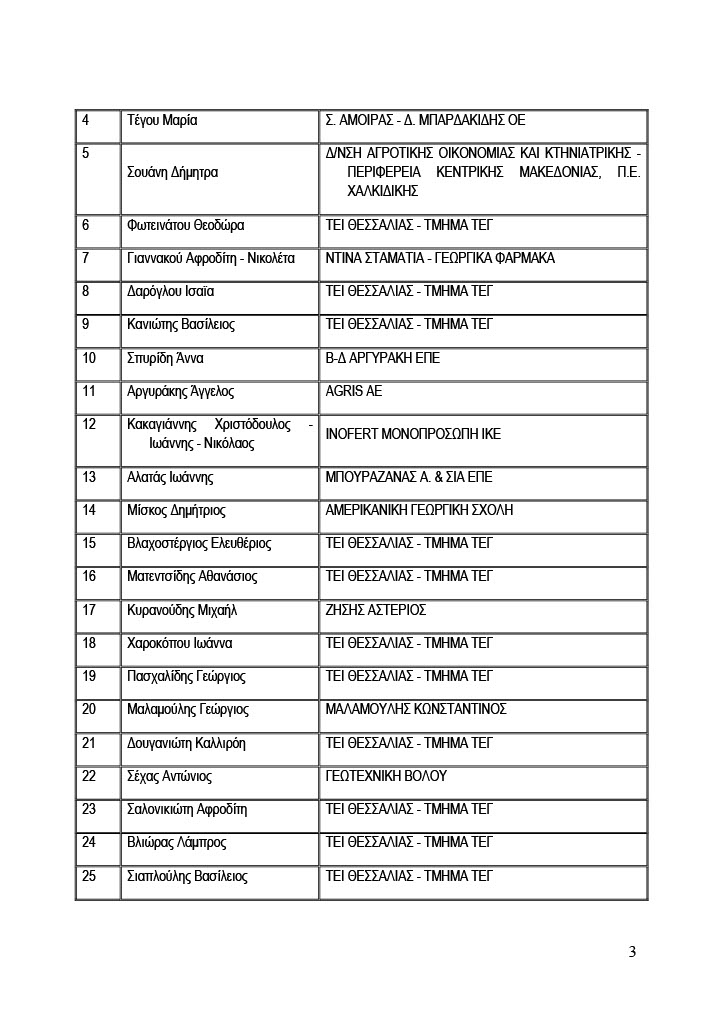 4 Τέγου Μαρία Σ. ΑΜΟΙΡΑΣ - Δ. ΜΠΑΡΔΑΚΙΔΗΣ ΟΕ
5 Σουάνη Δήμητρα Δ/ΝΣΗ ΑΓΡΟΤΙΚΗΣ ΟΙΚΟΝΟΜΙΑΣ ΚΑΙ ΚΤΗΝΙΑΤΡΙΚΗΣ -
ΠΕΡΙΦΕΡΕΙΑ ΚΕΝΤΡΙΚΗΣ ΜΑΚΕΔΟΝΙΑΣ, Π.Ε.
ΧΑΛΚΙΔΙΚΗΣ
6 Φωτεινάτου Θεοδώρα ΤΕΙ ΘΕΣΣΑΛΙΑΣ - ΤΜΗΜΑ ΤΕΓ
7 Γιαννακού Αφροδίτη - Νικολέτα ΝΤΙΝΑ ΣΤΑΜΑΤΙΑ - ΓΕΩΡΓΙΚΑ ΦΑΡΜΑΚΑ
8 Δαρόγλου Ισαΐα ΤΕΙ ΘΕΣΣΑΛΙΑΣ - ΤΜΗΜΑ ΤΕΓ
9 Κανιώτης Βασίλειος ΤΕΙ ΘΕΣΣΑΛΙΑΣ - ΤΜΗΜΑ ΤΕΓ
10 Σπυρίδη Άννα Β-Δ ΑΡΓΥΡΑΚΗ ΕΠΕ
11 Αργυράκης Άγγελος AGRIS ΑΕ
12 Κακαγιάννης Χριστόδουλος -
Ιωάννης - Νικόλαος INOFERT ΜΟΝΟΠΡΟΣΩΠΗ ΙΚΕ
13 Αλατάς Ιωάννης ΜΠΟΥΡΑΖΑΝΑΣ Α. & ΣΙΑ ΕΠΕ
14 Μίσκος Δημήτριος ΑΜΕΡΙΚΑΝΙΚΗ ΓΕΩΡΓΙΚΗ ΣΧΟΛΗ
15 Βλαχοστέργιος Ελευθέριος ΤΕΙ ΘΕΣΣΑΛΙΑΣ - ΤΜΗΜΑ ΤΕΓ
16 Ματεντσίδης Αθανάσιος ΤΕΙ ΘΕΣΣΑΛΙΑΣ - ΤΜΗΜΑ ΤΕΓ
17 Κυρανούδης Μιχαήλ ΖΗΣΗΣ ΑΣΤΕΡΙΟΣ
18 Χαροκόπου Ιωάννα ΤΕΙ ΘΕΣΣΑΛΙΑΣ - ΤΜΗΜΑ ΤΕΓ
19 Πασχαλίδης Γεώργιος ΤΕΙ ΘΕΣΣΑΛΙΑΣ - ΤΜΗΜΑ ΤΕΓ
20 Μαλαμούλης Γεώργιος ΜΑΛΑΜΟΥΛΗΣ ΚΩΝΣΤΑΝΤΙΝΟΣ
21 Δουγανιώτη Καλλιρόη ΤΕΙ ΘΕΣΣΑΛΙΑΣ - ΤΜΗΜΑ ΤΕΓ
22 Σέχας Αντώνιος ΓΕΩΤΕΧΝΙΚΗ ΒΟΛΟΥ
23 Σαλονικιώτη Αφροδίτη ΤΕΙ ΘΕΣΣΑΛΙΑΣ - ΤΜΗΜΑ ΤΕΓ
24 Βλιώρας Λάμπρος ΤΕΙ ΘΕΣΣΑΛΙΑΣ - ΤΜΗΜΑ ΤΕΓ
25 Σιαπλούλης Βασίλειος ΤΕΙ ΘΕΣΣΑΛΙΑΣ - ΤΜΗΜΑ ΤΕΓ
3